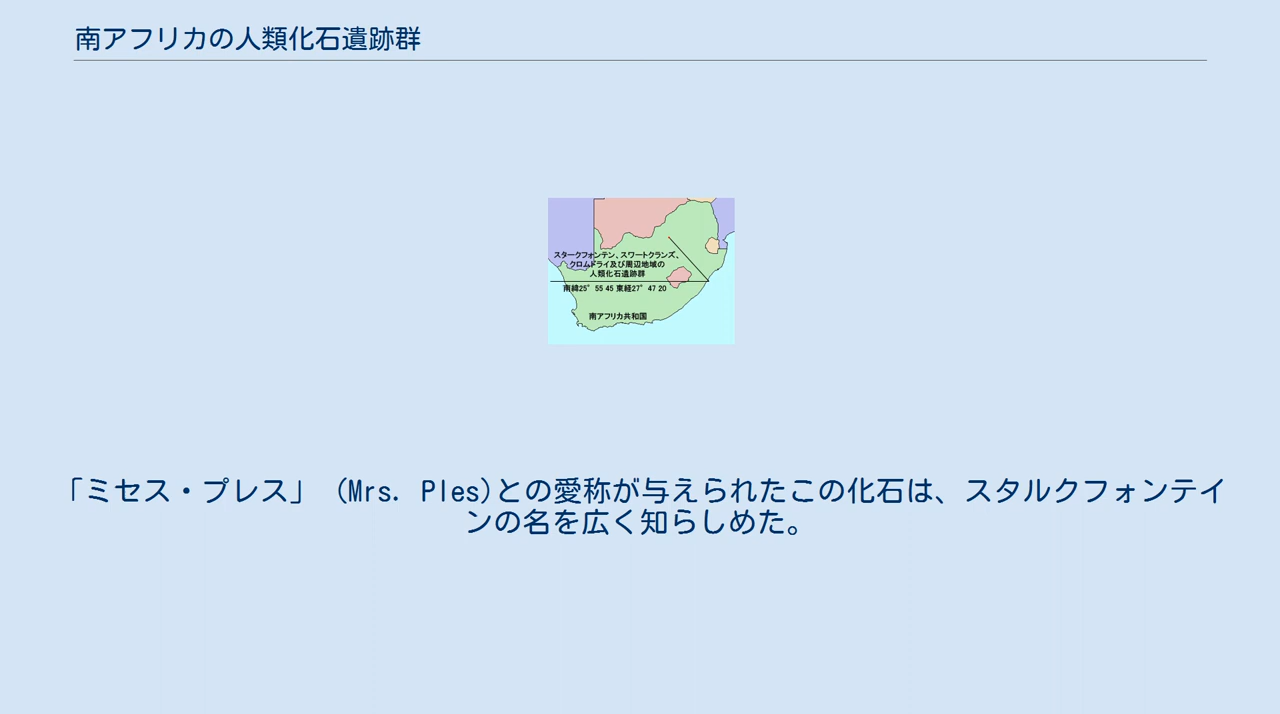 南アフリカの人類化石遺跡群
スタークフォンテン、スワートクランズ、
クロムドライ及び周辺地域の
人類化石遺跡群
南緯25°55 45 東経27°47 20
南アフリカ共和国
「ミセス・プレス」 (Mrs. Ples)との愛称が与えられたこの化石は、スタルクフォンテイ
ンの名を広く知らしめた。